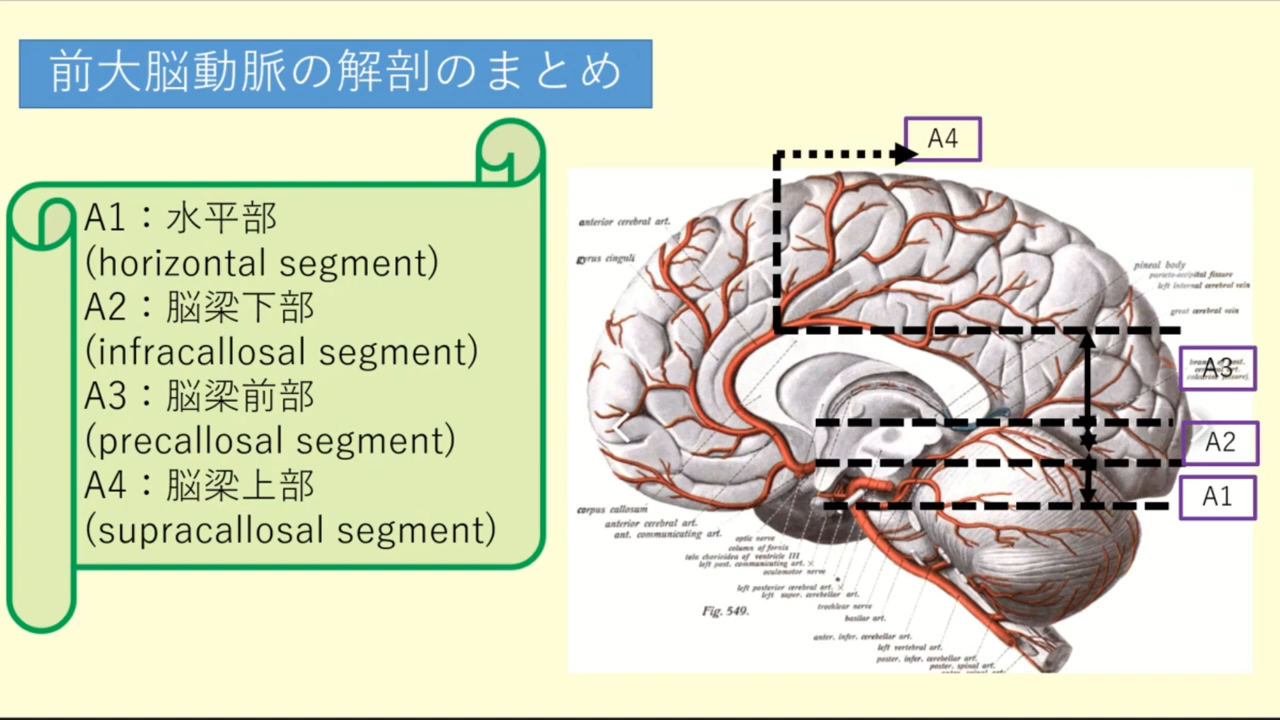 前大脳動脈の解剖のまとめ
A1：水平部
(horizontal segment)
A2：脳梁下部
(infracallosal segment)
A3：脳梁前部
(precallosal segment)
A4：脳梁上部
(supracallosal segment)
A4
anterior cerebral art.
gyrus cinguli
pineal body
parieto-occipital fissure
left internal cerebral vein
great cerebral vein
A3
A2
A1
corpus callosum
anterior cerebral art.
ant. communicating art.
optic nerve
column of fornix
tela chorioidea of ventricle III
left post. communicating art.
oculomotor nerve
left posterior cerebral art.
left super. cerebellar art.
trochlear nerve
basilar art.
Fig. 549.
anter. infer. cerebellar art.
left vertebral art.
poster. infer. cerebellar art.
poster. spinal art.